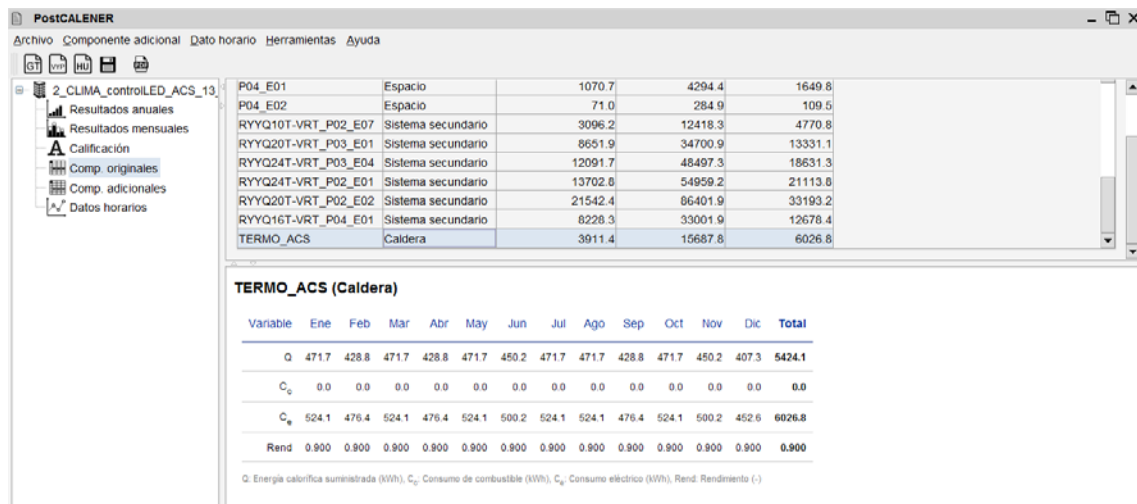 PostCALENER
Archivo Componente adicional Dato horario Herramientas Ayuda
GT VYP HU PDF
2_CLIMA_controlLED_ACS_13_
Resultados anuales
Resultados mensuales
Calificación
Comp. originales
Comp. adicionales
Datos horarios
P04_E01 Espacio 1070.7 4294.4 1649.8
P04_E02 Espacio 71.0 284.9 109.5
RYYQ10T-VRT_P02_E07 Sistema secundario 3096.2 12418.3 4770.8
RYYQ20T-VRT_P03_E01 Sistema secundario 8651.9 34700.9 13331.1
RYYQ24T-VRT_P03_E04 Sistema secundario 12091.7 48497.3 18631.3
RYYQ24T-VRT_P02_E01 Sistema secundario 13702.8 54959.2 21113.8
RYYQ20T-VRT_P02_E02 Sistema secundario 21542.4 86401.9 33193.2
RYYQ16T-VRT_P04_E01 Sistema secundario 8228.3 33001.9 12678.4
TERMO_ACS Caldera 3911.4 15687.8 6026.8
TERMO_ACS (Caldera)
Variable Ene Feb Mar Abr May Jun Jul Ago Sep Oct Nov Dic Total
Q 471.7 428.8 471.7 428.8 471.7 450.2 471.7 471.7 428.8 471.7 450.2 407.3 5424.1
Cc 0.0 0.0 0.0 0.0 0.0 0.0 0.0 0.0 0.0 0.0 0.0 0.0 0.0
Ce 524.1 476.4 524.1 476.4 524.1 500.2 524.1 524.1 476.4 524.1 500.2 452.6 6026.8
Rend 0.900 0.900 0.900 0.900 0.900 0.900 0.900 0.900 0.900 0.900 0.900 0.900 0.900
Q: Energía calorífica suministrada (kWh), Cc: Consumo de combustible (kWh), Ce: Consumo eléctrico (kWh), Rend: Rendimiento (-)